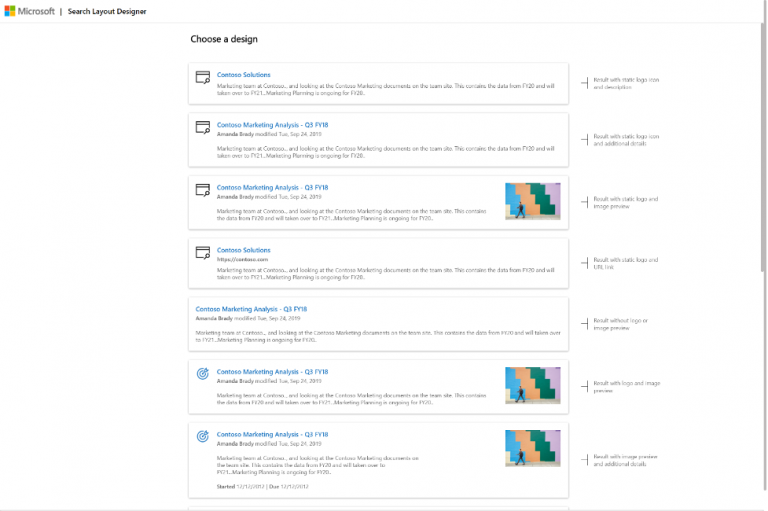 Microsoft | Search Layout Designer
Choose a design
Contoso Solutions
Marketing team at Contoso.., and looking at the Contoso Marketing documents on the team site. This contains the data from FY20 and will
taken over to FY21...Marketing Planning is ongoing for FY20..
Result with static logo icon
and description
Contoso Marketing Analysis - Q3 FY18
Amanda Brady modified Tue, Sep 24, 2019
Marketing team at Contoso.., and looking at the Contoso Marketing documents on the team site. This contains the data from FY20 and will
taken over to FY21...Marketing Planning is ongoing for FY20..
Result with static logo icon
and additional details
Contoso Marketing Analysis - Q3 FY18
Amanda Brady modified Tue, Sep 24, 2019
Marketing team at Contoso.., and looking at the Contoso Marketing documents on the team site. This contains
the data from FY20 and will taken over to FY21...Marketing Planning is ongoing for FY20..
Result with static logo and
image preview
Contoso Solutions
https://contoso.com
Marketing team at Contoso.., and looking at the Contoso Marketing documents on the team site. This contains the data from FY20 and will
taken over to FY21...Marketing Planning is ongoing for FY20..
Result with static logo and
URL link
Contoso Marketing Analysis - Q3 FY18
Amanda Brady modified Tue, Sep 24, 2019
Marketing team at Contoso.., and looking at the Contoso Marketing documents on the team site. This contains the data from FY20 and will taken over
to FY21...Marketing Planning is ongoing for FY20..
Result without logo or
image preview
Contoso Marketing Analysis - Q3 FY18
Amanda Brady modified Tue, Sep 24, 2019
Marketing team at Contoso.., and looking at the Contoso Marketing documents on the team site. This contains
the data from FY20 and will taken over to FY21...Marketing Planning is ongoing for FY20..
Result with logo and image
preview
Contoso Marketing Analysis - Q3 FY18
Amanda Brady modified Tue, Sep 24, 2019
Marketing team at Contoso.., and looking at the Contoso Marketing documents on
the team site. This contains the data from FY20 and will taken over to
FY21...Marketing Planning is ongoing for FY20..
Started 12/12/2012 | Due 12/12/2012
Result with image preview
and additional details